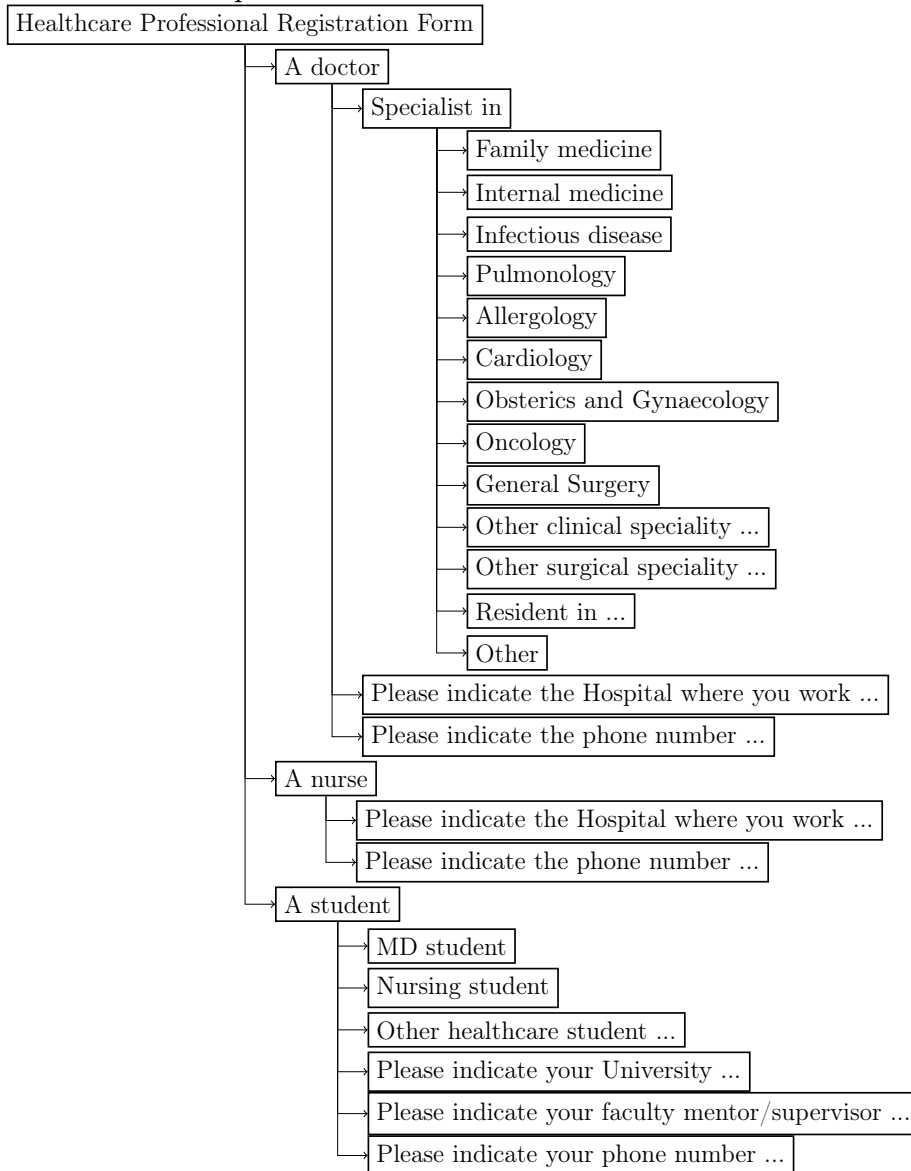 Healthcare Professional Registration Form
A doctor
Specialist in
Family medicine
Internal medicine
Infectious disease
Pulmonology
Allergology
Cardiology
Obsterics and Gynaecology
Oncology
General Surgery
Other clinical speciality ...
Other surgical speciality ...
Resident in ...
Other
Please indicate the Hospital where you work ...
Please indicate the phone number ...
A nurse
Please indicate the Hospital where you work ...
Please indicate the phone number ...
A student
MD student
Nursing student
Other healthcare student ...
Please indicate your University ...
Please indicate your faculty mentor/supervisor ...
Please indicate your phone number ...